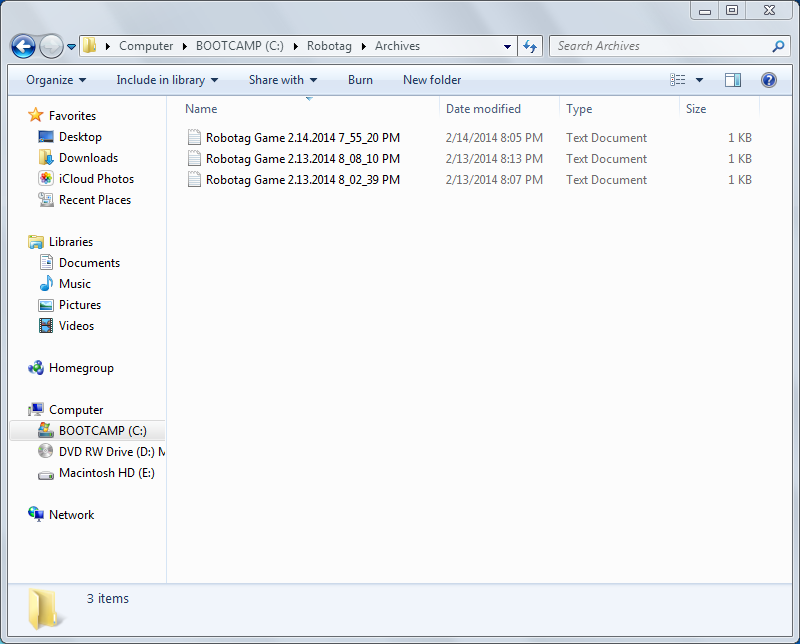 Computer BOOTCAMP (C:) Robotag Archives Search Archives
Organize Include in library Share with Burn New folder
Name Date modified Type Size
Robotag Game 2.14.2014 7_55_20 PM 2/14/2014 8:05 PM Text Document 1 KB
Robotag Game 2.13.2014 8_08_10 PM 2/13/2014 8:13 PM Text Document 1 KB
Robotag Game 2.13.2014 8_02_39 PM 2/13/2014 8:07 PM Text Document 1 KB
Favorites
Desktop
Downloads
iCloud Photos
Recent Places
Libraries
Documents
Music
Pictures
Videos
Homegroup
Computer
BOOTCAMP (C:)
DVD RW Drive (D:) M
Macintosh HD (E:)
Network
3 items